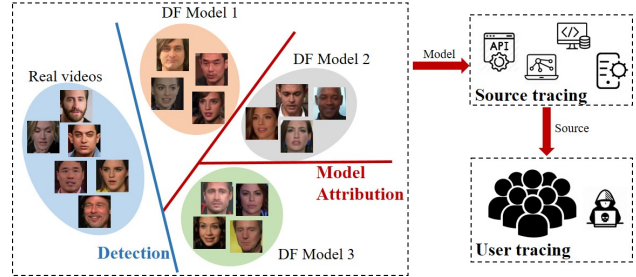 DF Model 1
Real videos
DF Model 2
Model
Attribution
Detection
DF Model 3
Model
API
</>
Source tracing
Source
User tracing